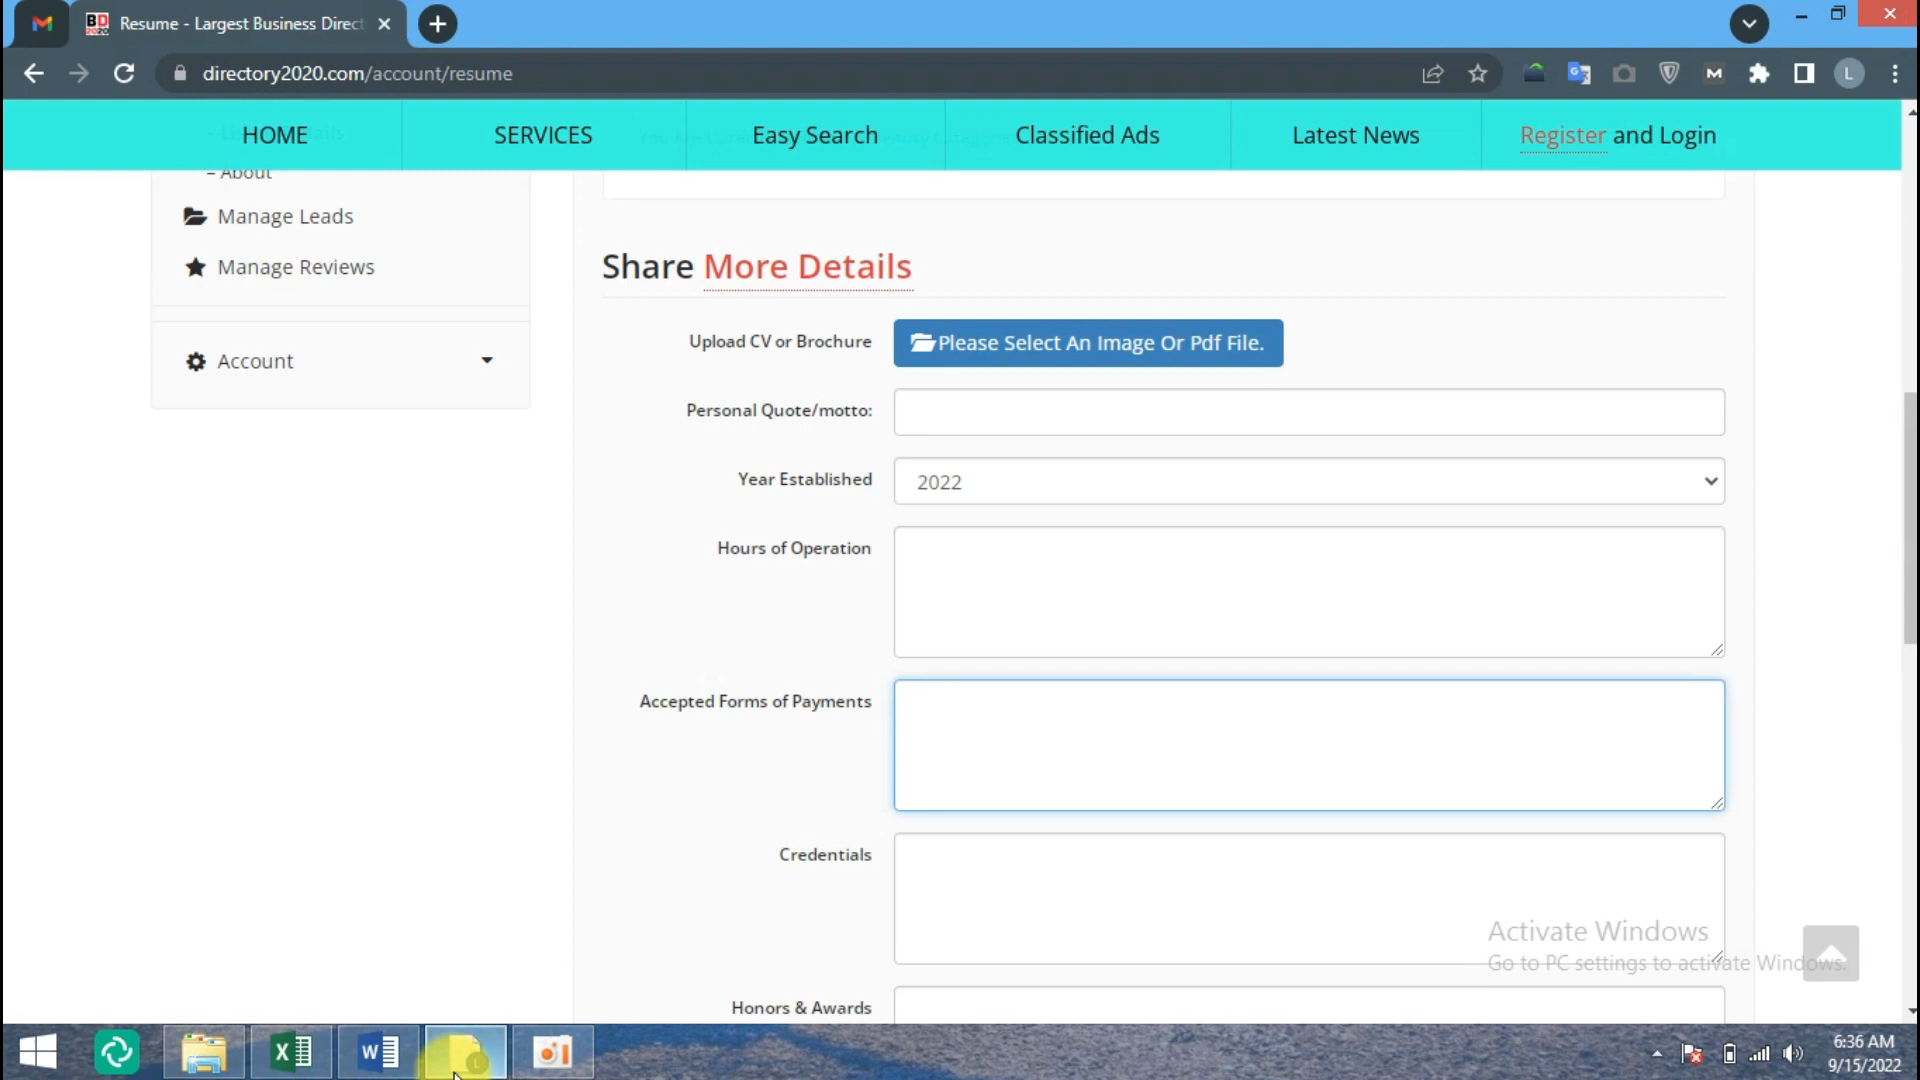 Resume - Largest Business Direct
directory2020.com/account/resume
L
HOME
SERVICES
Easy Search
Classified Ads
Latest News
Register and Login
– About
Manage Leads
Manage Reviews
Account
Share More Details
Upload CV or Brochure
Please Select An Image Or Pdf File.
Personal Quote/motto:
Year Established
2022
Hours of Operation
Accepted Forms of Payments
Credentials
Honors & Awards
Activate Windows
Go to PC settings to activate Windows.
6:36 AM
9/15/2022